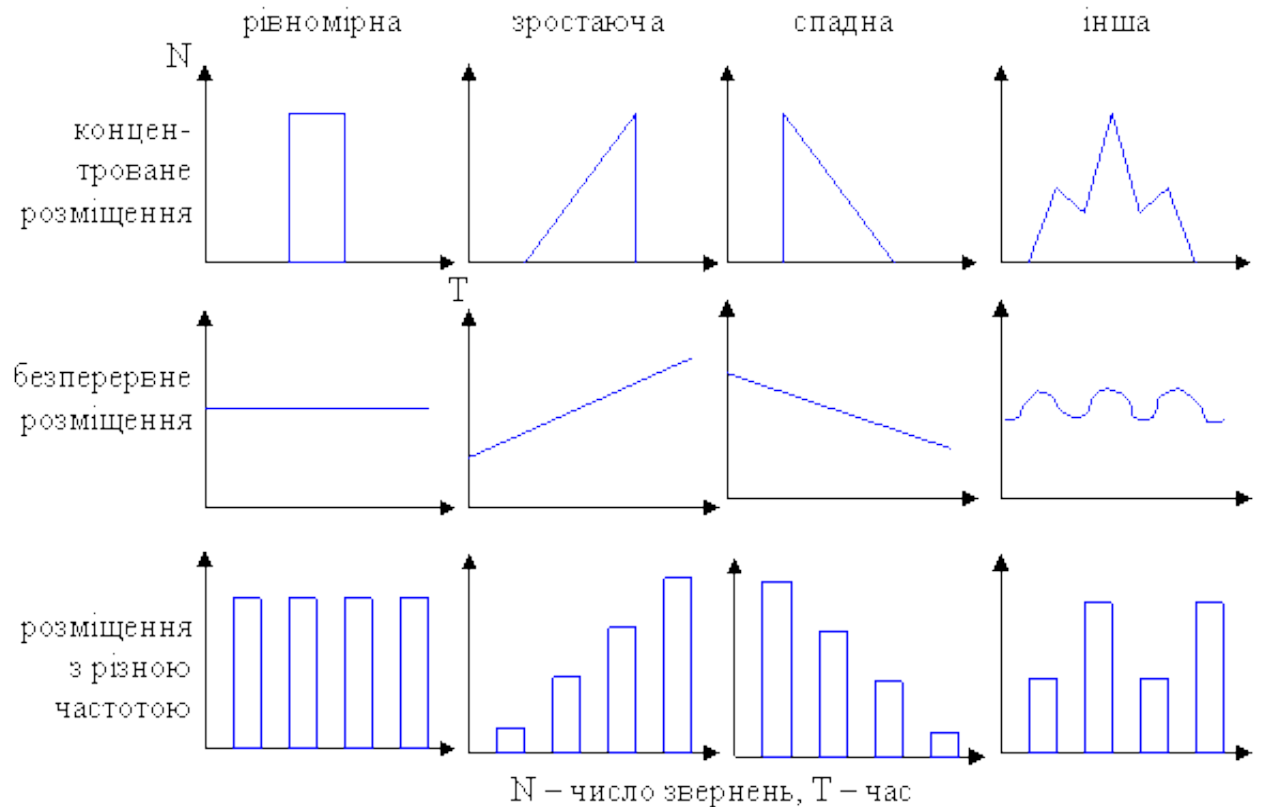 рівномірна зростаюча спадна інша
N
концен-
троване
розміщення
T
безперервне
розміщення
розміщення
з різною
частотою
N – число звернень, T – час